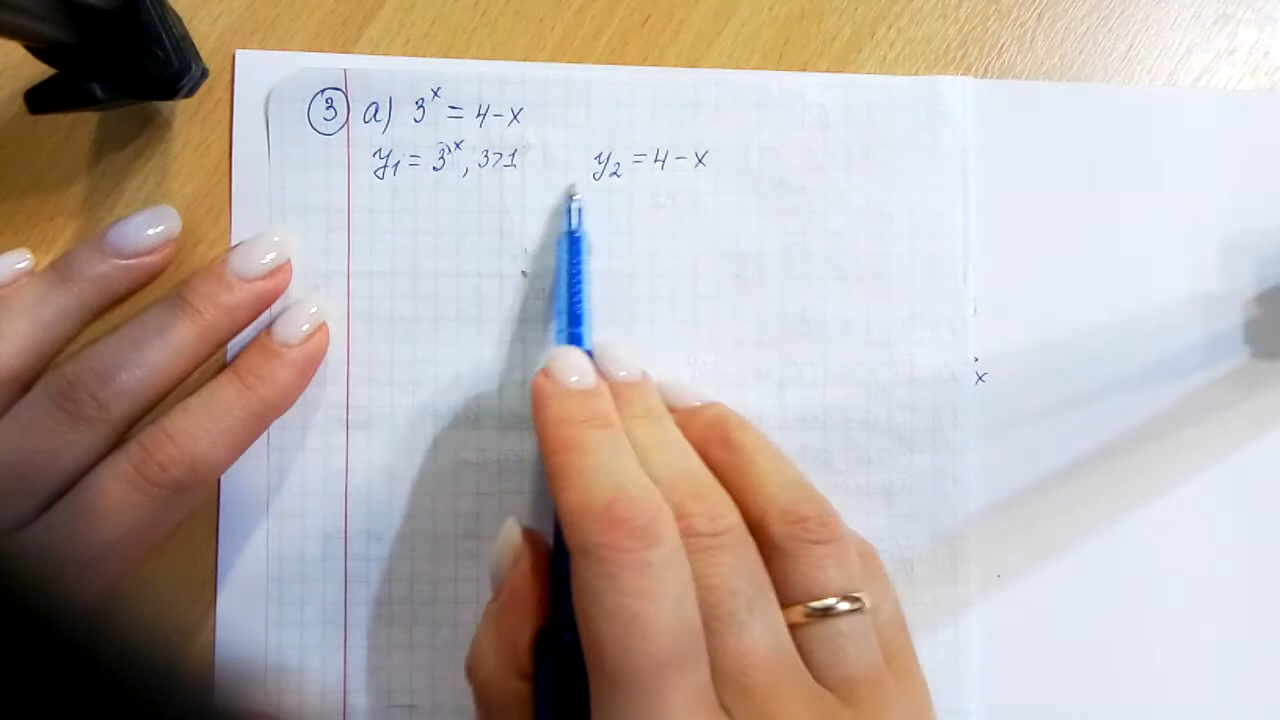 ③ a) 3ˣ = 4 - x
y₁ = 3ˣ, 3>1 y₂ = 4 - x
x